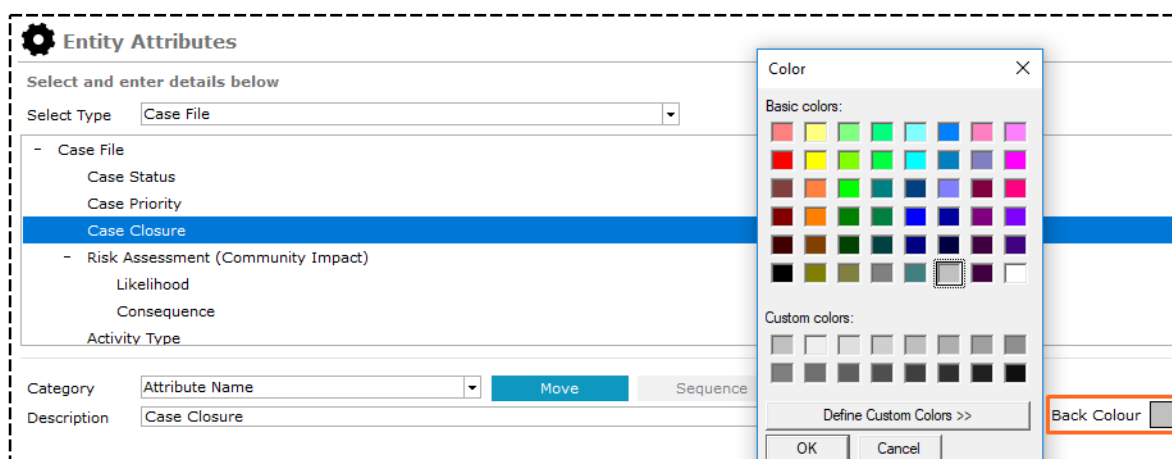 Entity Attributes
Select and enter details below
Select Type Case File
- Case File
Case Status
Case Priority
Case Closure
- Risk Assessment (Community Impact)
Likelihood
Consequence
Activity Type
Category Attribute Name Move Sequence
Description Case Closure
Color
Basic colors:
Custom colors:
Define Custom Colors >>
OK Cancel
Back Colour